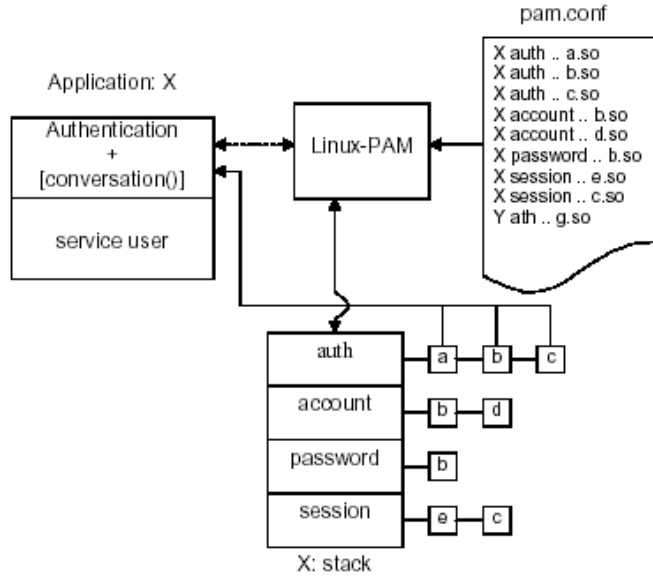 pam.conf
X auth .. a.so
X auth .. b.so
X auth .. c.so
X account .. b.so
X account .. d.so
X password .. b.so
X session .. e.so
X session .. c.so
Y ath .. g.so
Application: X
Authentication
+
[conversation()]
service user
Linux-PAM
auth
a
b
c
account
b
d
password
b
session
e
c
X: stack